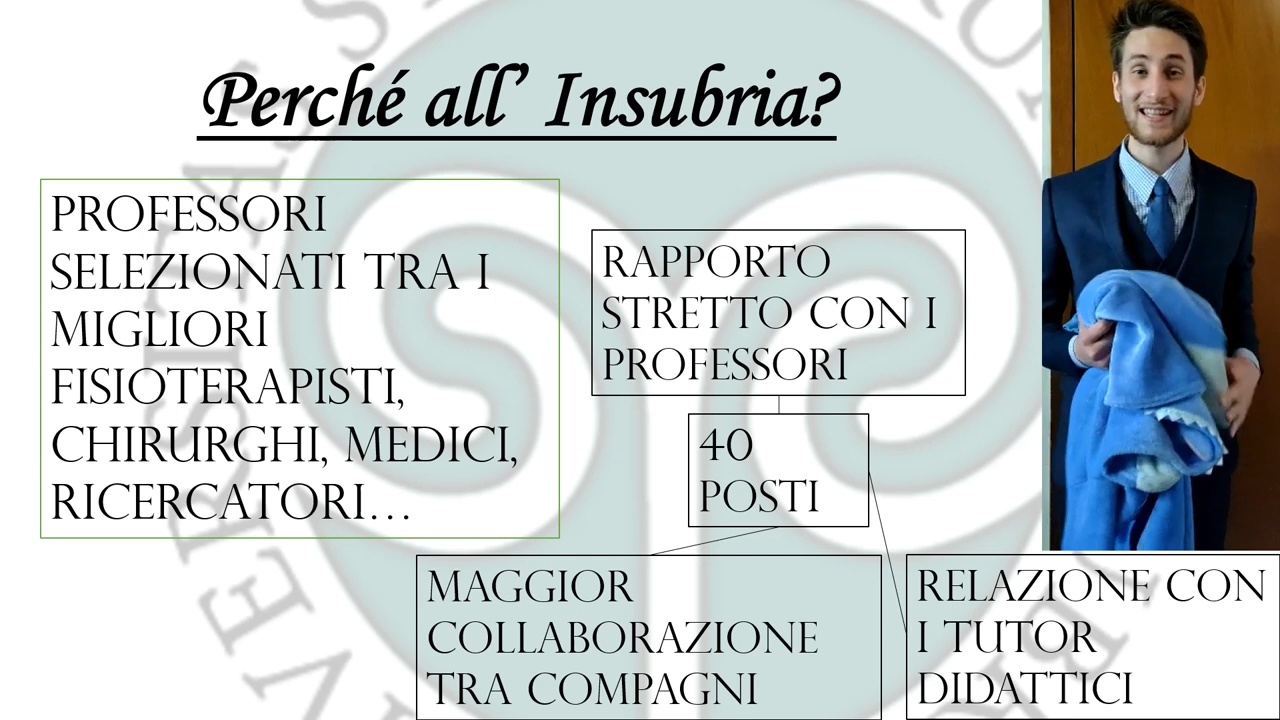 Perché all' Insubria?
PROFESSORI
SELEZIONATI TRA I
MIGLIORI
FISIOTERAPISTI,
CHIRURGHI, MEDICI,
RICERCATORI...
RAPPORTO
STRETTO CON I
PROFESSORI
40
POSTI
MAGGIOR
COLLABORAZIONE
TRA COMPAGNI
RELAZIONE CON
I TUTOR
DIDATTICI